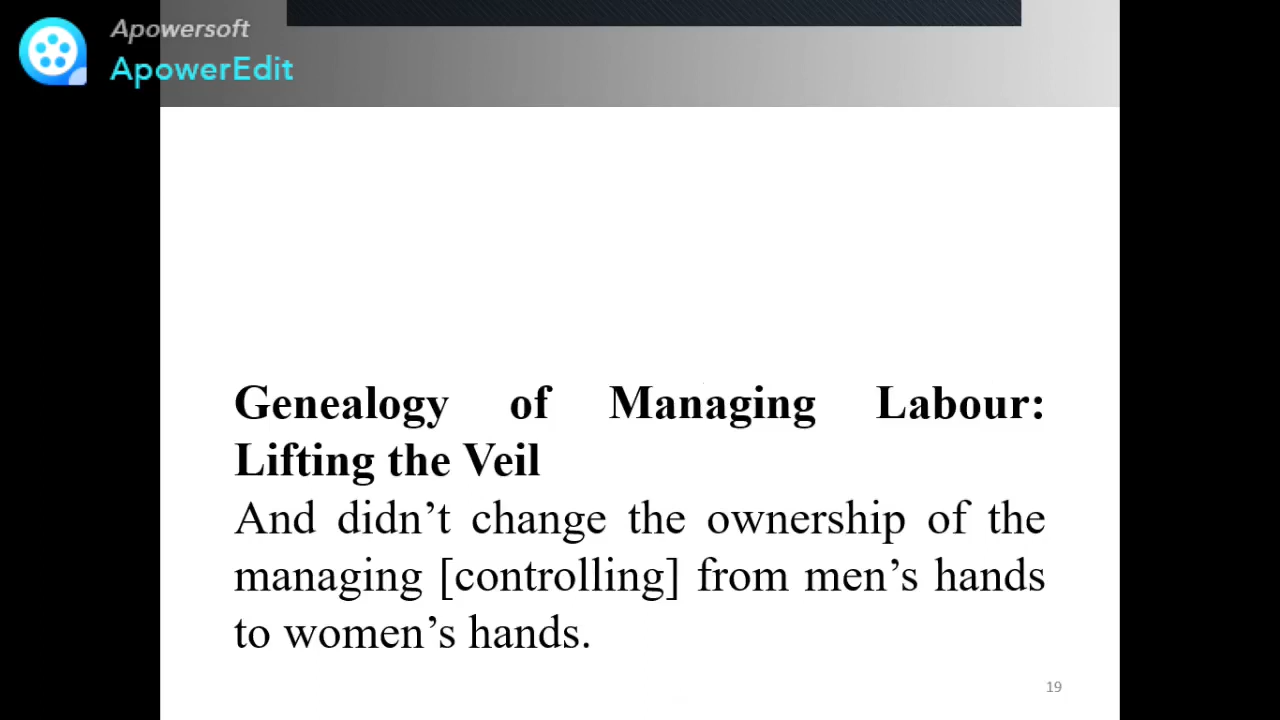 Apowersoft
ApowerEdit
Genealogy of Managing Labour:
Lifting the Veil
And didn’t change the ownership of the
managing [controlling] from men’s hands
to women’s hands.
19